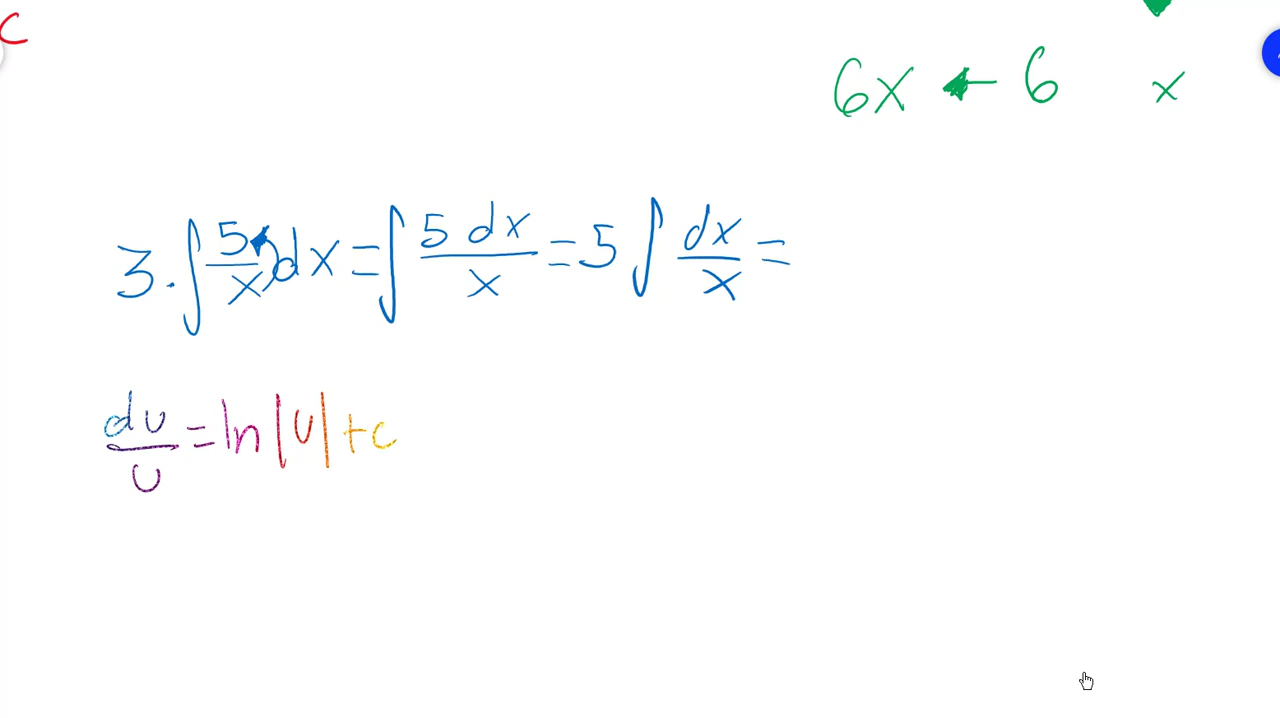 C
6x ← 6 x
3. ∫ 5/x dx = ∫ 5 dx/x = 5 ∫ dx/x =
du/u = ln|u| + c